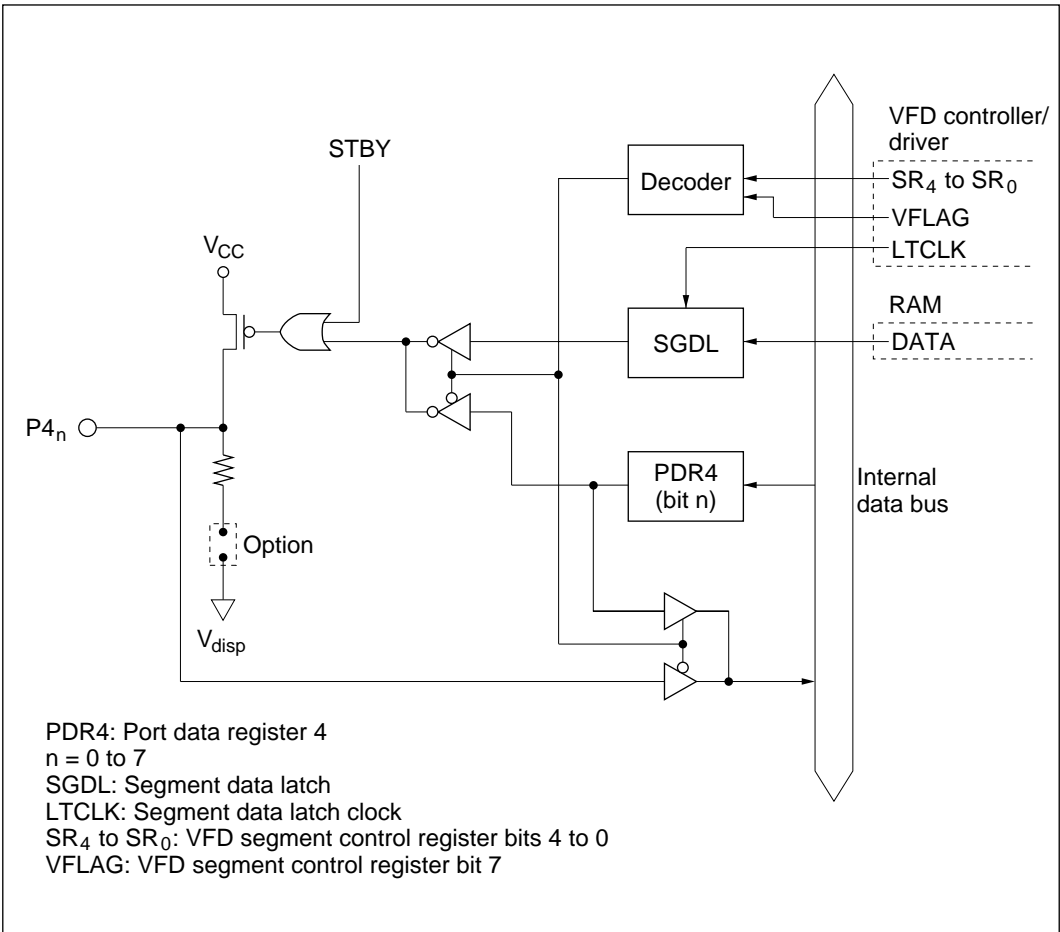 VFD controller/
driver
STBY
Decoder
SR4 to SR0
VFLAG
LTCLK
VCC
RAM
SGDL
DATA
P4n
PDR4
(bit n)
Internal
data bus
Option
Vdisp
PDR4: Port data register 4
n = 0 to 7
SGDL: Segment data latch
LTCLK: Segment data latch clock
SR4 to SR0: VFD segment control register bits 4 to 0
VFLAG: VFD segment control register bit 7